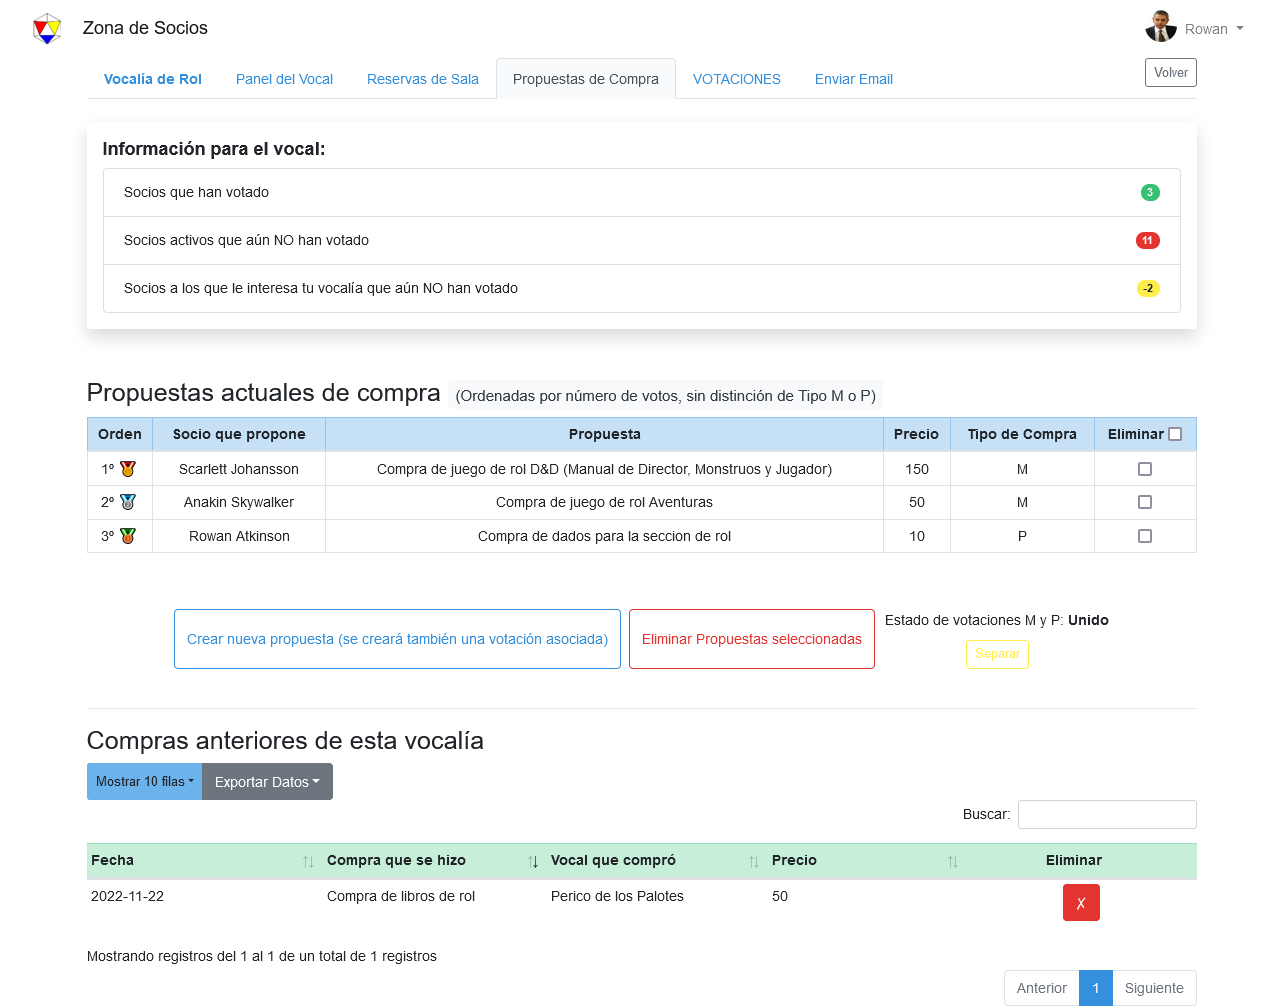 Zona de Socios
Rowan
Vocalía de Rol Panel del Vocal Reservas de Sala Propuestas de Compra VOTACIONES Enviar Email Volver
Información para el vocal:
Socios que han votado 3
Socios activos que aún NO han votado 11
Socios a los que le interesa tu vocalía que aún NO han votado -2
Propuestas actuales de compra (Ordenadas por número de votos, sin distinción de Tipo M o P)
Orden Socio que propone Propuesta Precio Tipo de Compra Eliminar
1º Scarlett Johansson Compra de juego de rol D&D (Manual de Director, Monstruos y Jugador) 150 M
2º Anakin Skywalker Compra de juego de rol Aventuras 50 M
3º Rowan Atkinson Compra de dados para la seccion de rol 10 P
Crear nueva propuesta (se creará también una votación asociada) Eliminar Propuestas seleccionadas Estado de votaciones M y P: Unido
Separar
Compras anteriores de esta vocalía
Mostrar 10 filas Exportar Datos
Buscar:
Fecha Compra que se hizo Vocal que compró Precio Eliminar
2022-11-22 Compra de libros de rol Perico de los Palotes 50 ✗
Mostrando registros del 1 al 1 de un total de 1 registros
Anterior 1 Siguiente